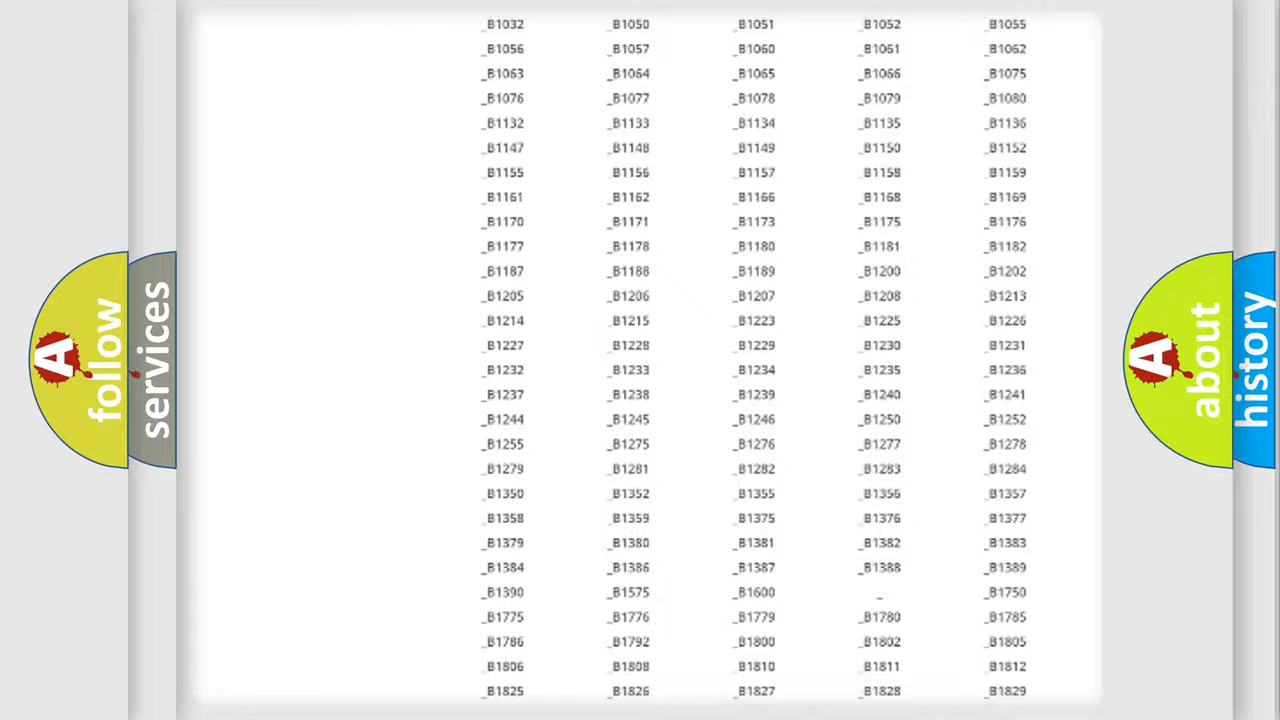 _B1032 _B1050 _B1051 _B1052 _B1055
_B1056 _B1057 _B1060 _B1061 _B1062
_B1063 _B1064 _B1065 _B1066 _B1075
_B1076 _B1077 _B1078 _B1079 _B1080
_B1132 _B1133 _B1134 _B1135 _B1136
_B1147 _B1148 _B1149 _B1150 _B1152
_B1155 _B1156 _B1157 _B1158 _B1159
_B1161 _B1162 _B1166 _B1168 _B1169
_B1170 _B1171 _B1173 _B1175 _B1176
_B1177 _B1178 _B1180 _B1181 _B1182
_B1187 _B1188 _B1189 _B1200 _B1202
_B1205 _B1206 _B1207 _B1208 _B1213
_B1214 _B1215 _B1223 _B1225 _B1226
_B1227 _B1228 _B1229 _B1230 _B1231
_B1232 _B1233 _B1234 _B1235 _B1236
_B1237 _B1238 _B1239 _B1240 _B1241
_B1244 _B1245 _B1246 _B1250 _B1252
_B1255 _B1275 _B1276 _B1277 _B1278
_B1279 _B1281 _B1282 _B1283 _B1284
_B1350 _B1352 _B1355 _B1356 _B1357
_B1358 _B1359 _B1375 _B1376 _B1377
_B1379 _B1380 _B1381 _B1382 _B1383
_B1384 _B1386 _B1387 _B1388 _B1389
_B1390 _B1575 _B1600 _ _B1750
_B1775 _B1776 _B1779 _B1780 _B1785
_B1786 _B1792 _B1800 _B1802 _B1805
_B1806 _B1808 _B1810 _B1811 _B1812
_B1825 _B1826 _B1827 _B1828 _B1829
A
follow
services
A
about
history